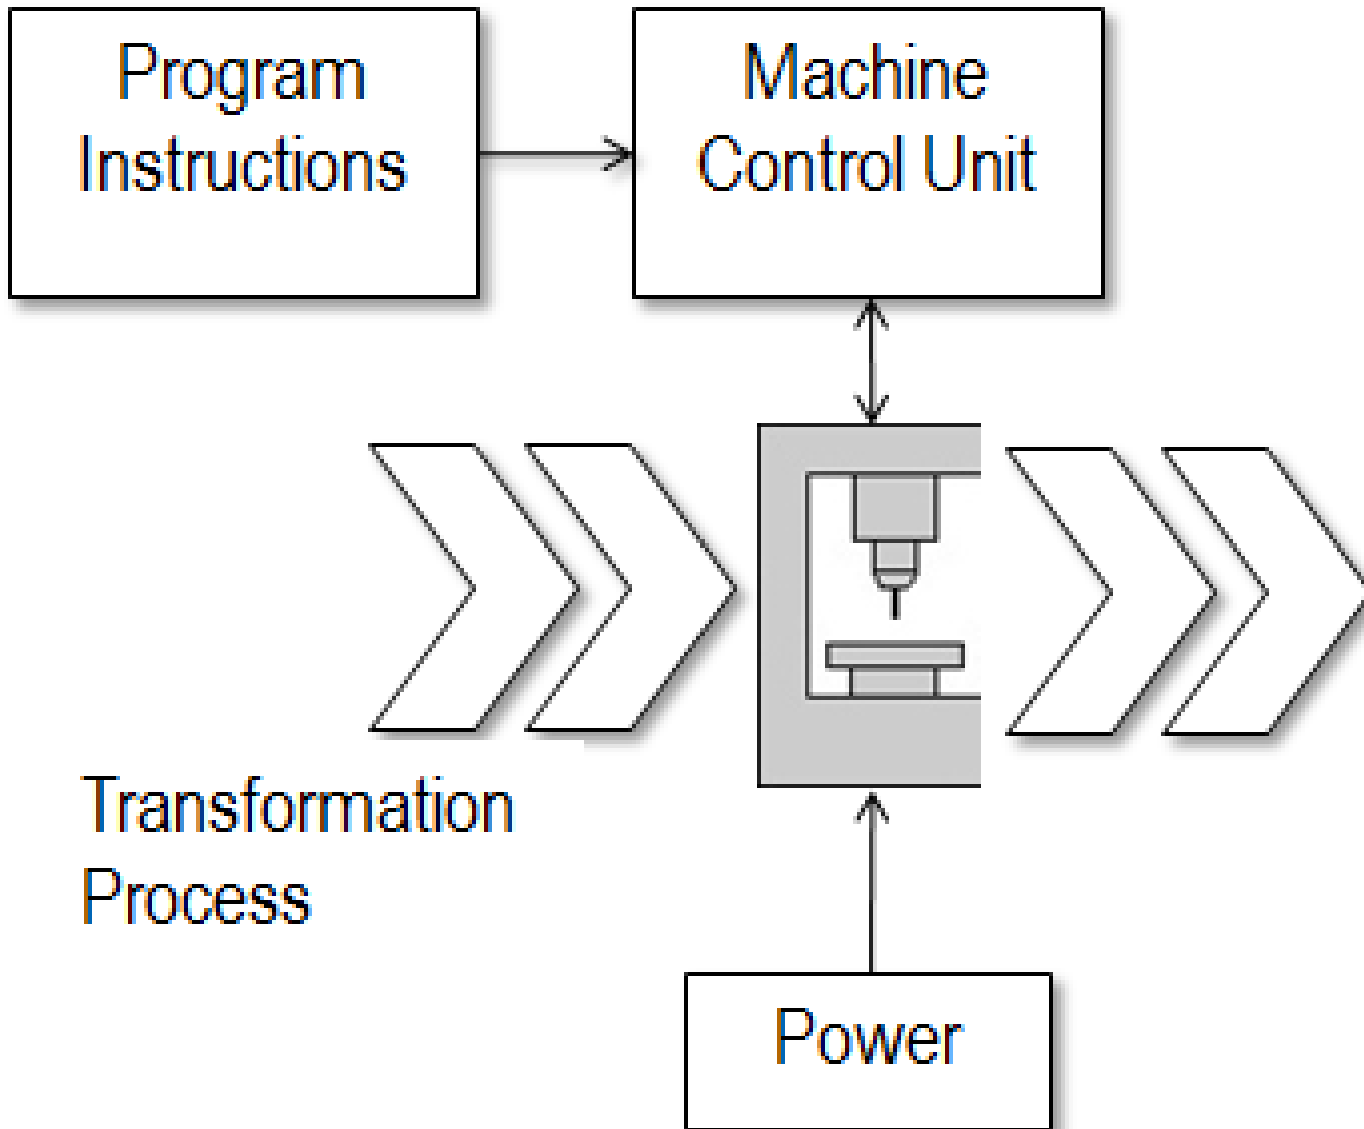 Program
Instructions
Machine
Control Unit
Transformation
Process
Power